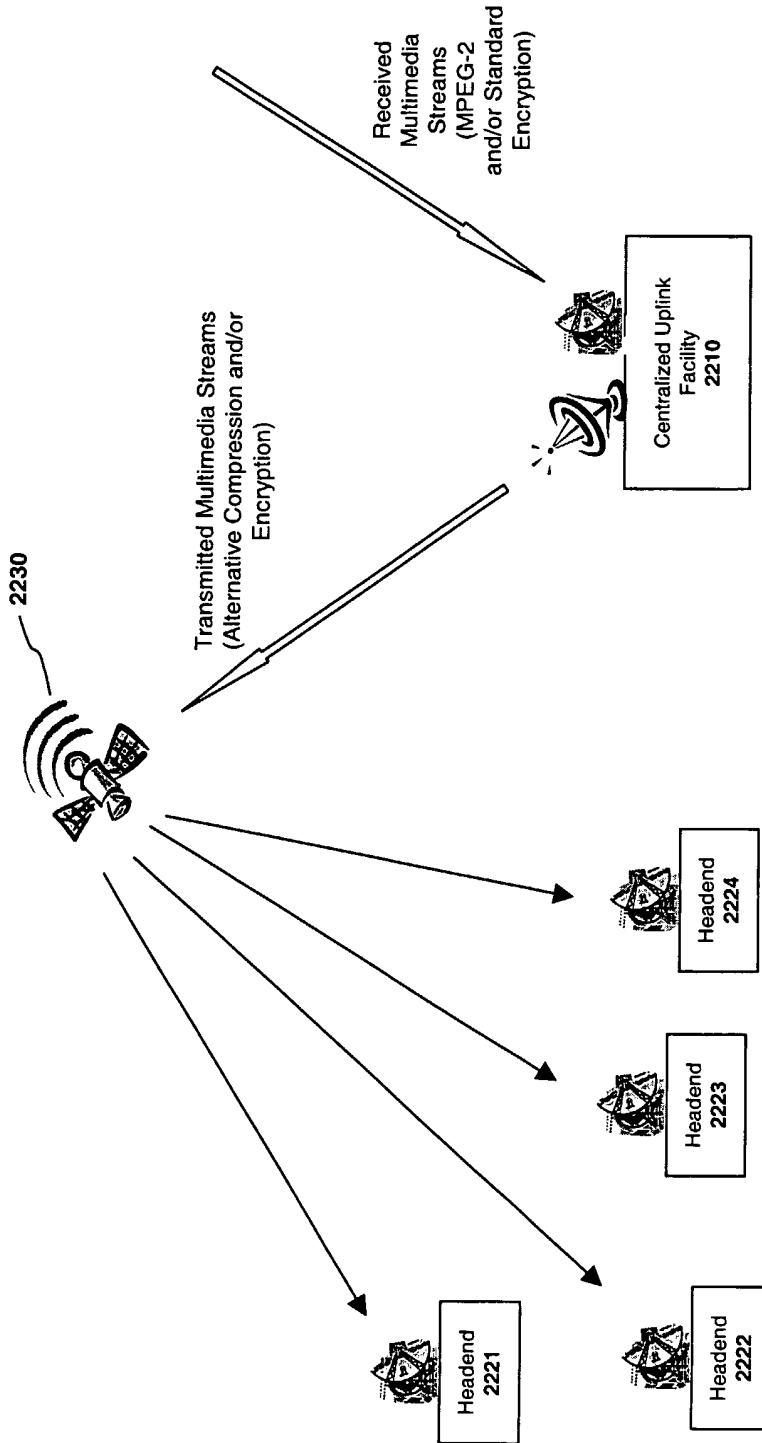 2230
Transmitted Multimedia Streams
(Alternative Compression and/or
Encryption)
Received
Multimedia
Streams
(MPEG-2
and/or Standard
Encryption)
Headend
2221
Headend
2222
Headend
2223
Headend
2224
Centralized Uplink
Facility
2210